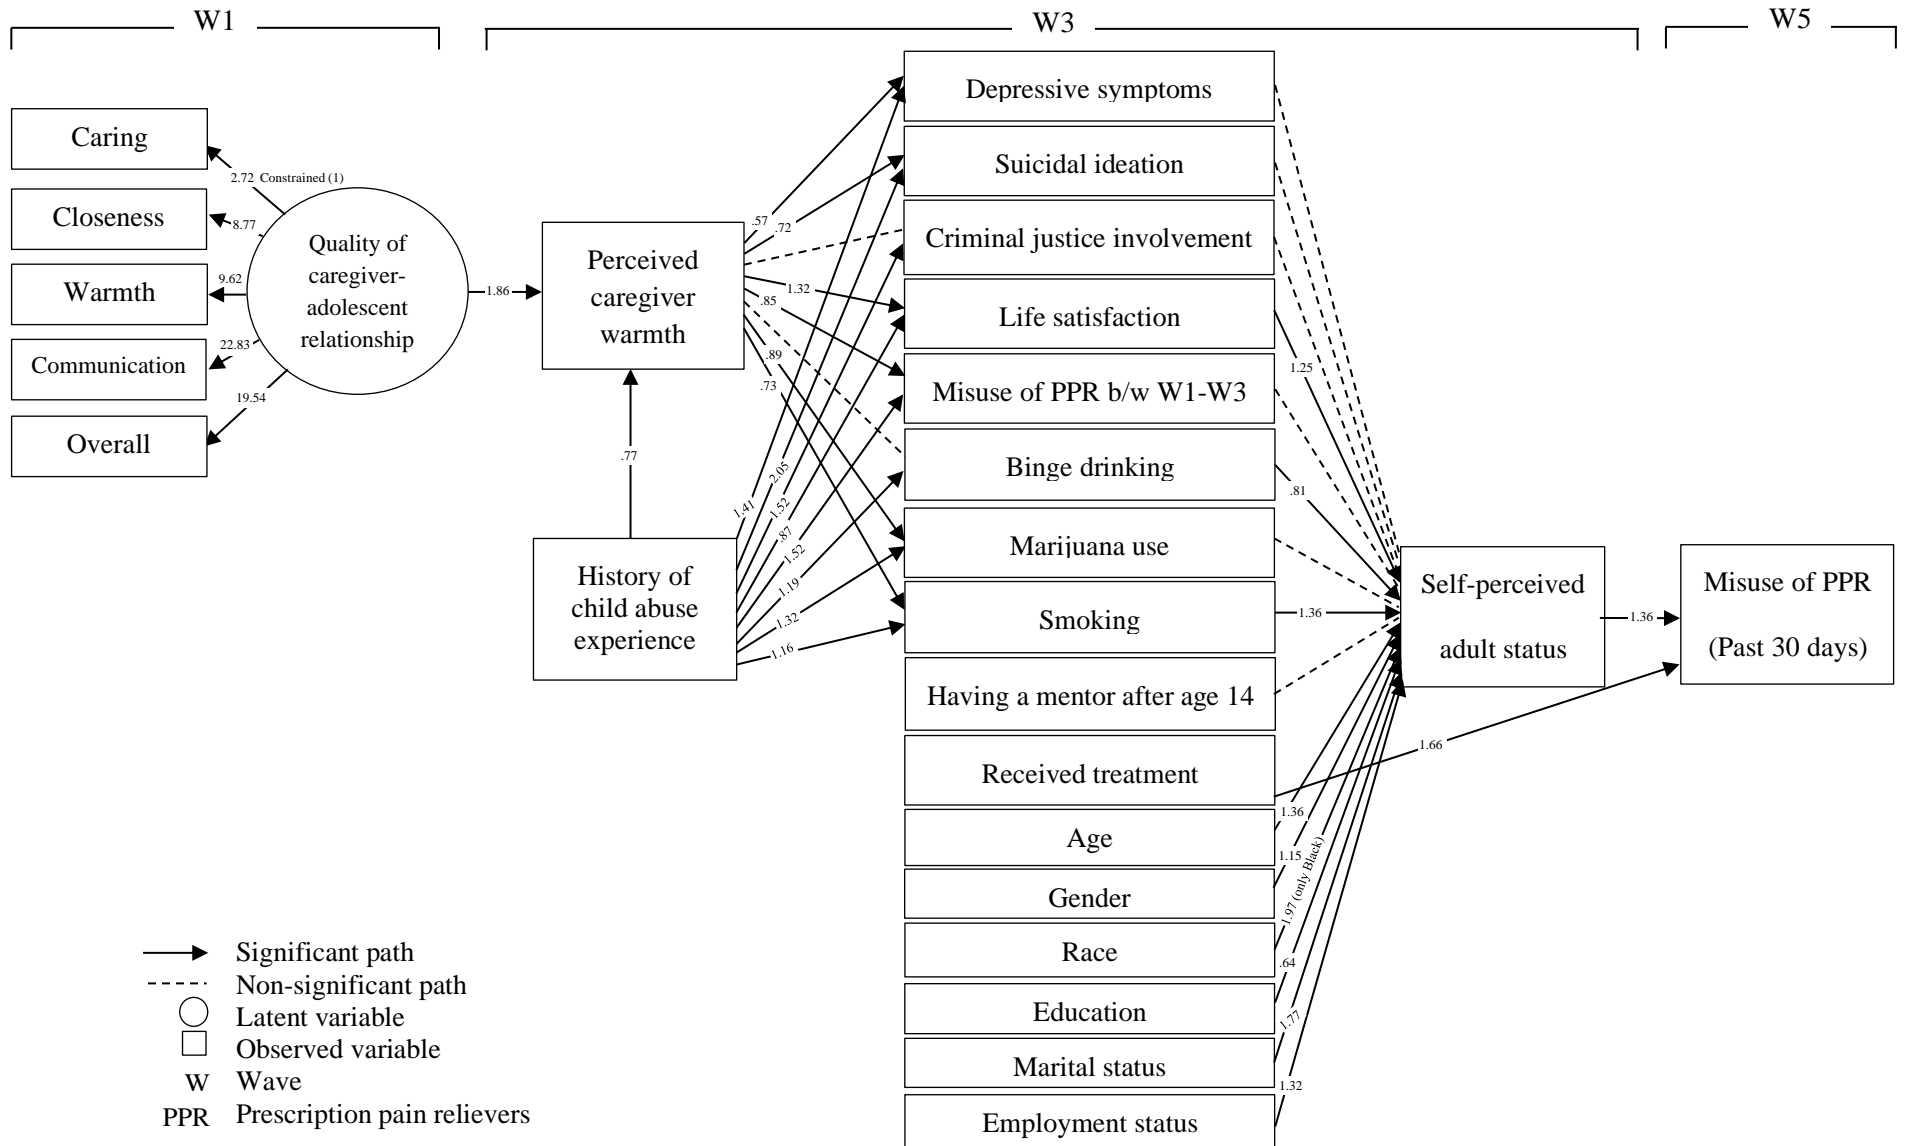 W1
W3
W5
Caring
Closeness
Warmth
Communication
Overall
2.72 Constrained (1)
8.77
9.62
22.83
19.54
Quality of
caregiver-
adolescent
relationship
1.86
Perceived
caregiver
warmth
.77
History of
child abuse
experience
.57
.72
1.32
.85
.89
.73
1.41
2.05
1.52
.87
1.52
1.19
1.32
1.16
Depressive symptoms
Suicidal ideation
Criminal justice involvement
Life satisfaction
Misuse of PPR b/w W1-W3
Binge drinking
Marijuana use
Smoking
Having a mentor after age 14
Received treatment
Age
Gender
Race
Education
Marital status
Employment status
1.25
.81
1.36
1.66
1.36
1.15
1.97 (only Black)
.64
1.77
1.32
Self-perceived
adult status
1.36
Misuse of PPR
(Past 30 days)
Significant path
Non-significant path
Latent variable
Observed variable
W Wave
PPR Prescription pain relievers